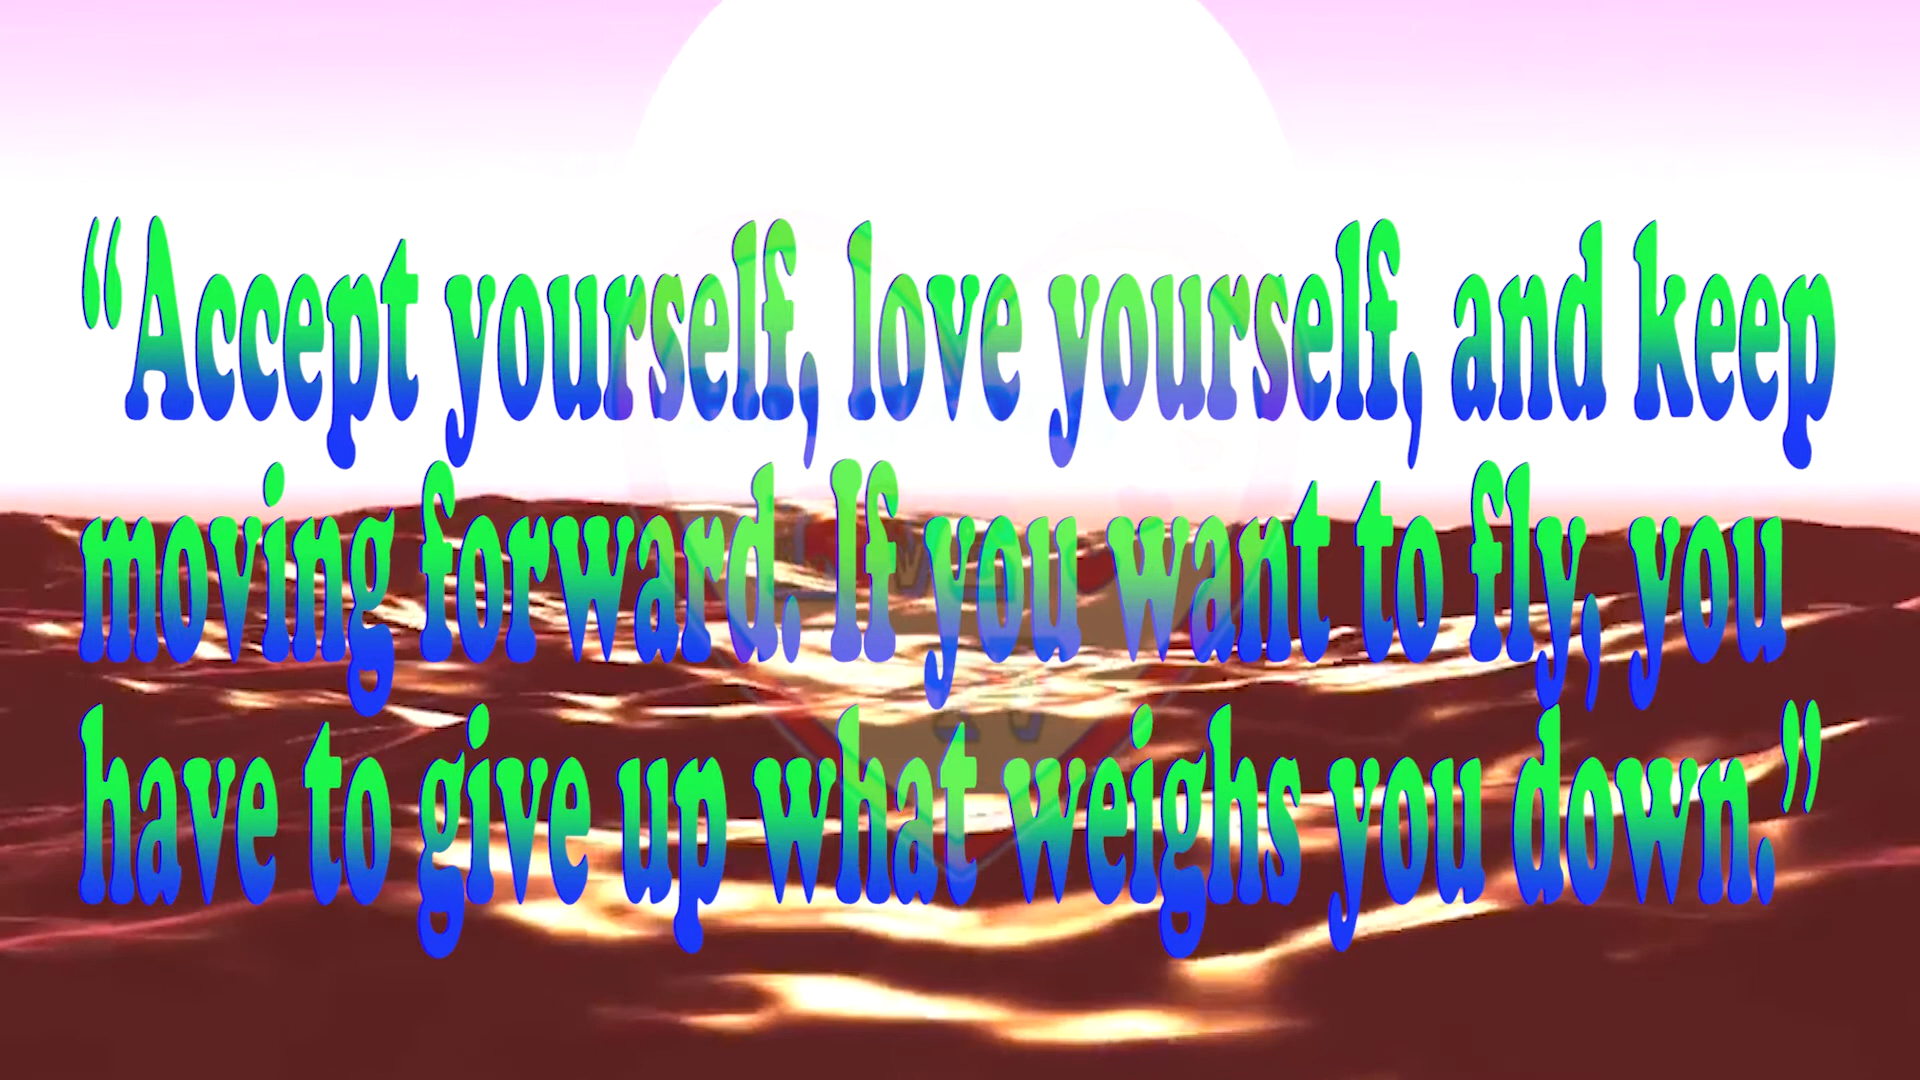 “Accept yourself, love yourself, and keep
moving forward. If you want to fly, you
have to give up what weighs you down.”